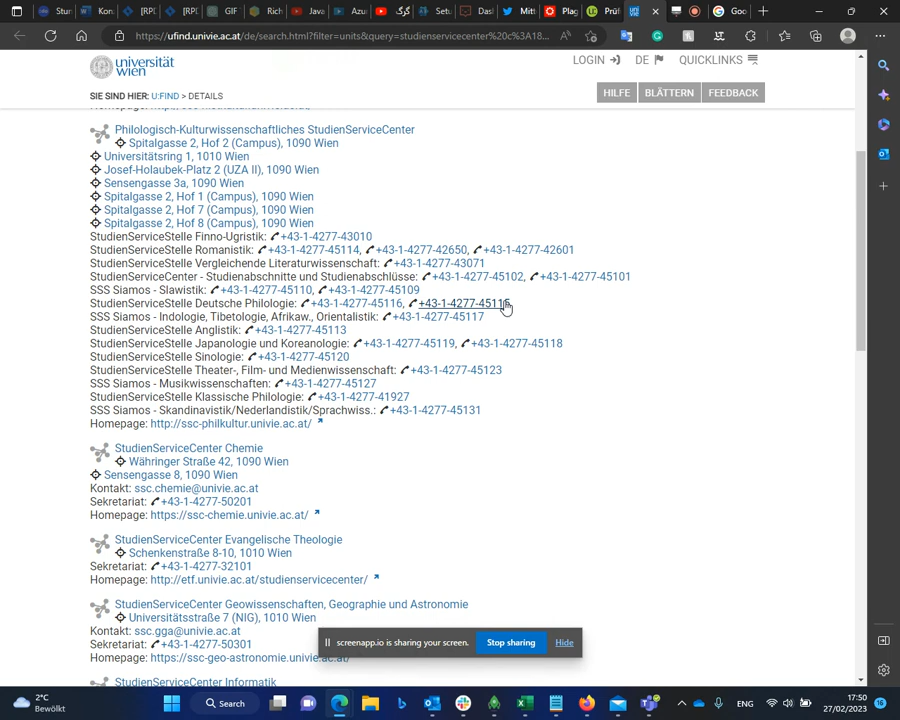 Stu
Kon
[RPO
[RPO
GIF
Rich
Java
Azu
گرگ
Setu
Das
Mitt
Plag
Prüf
Goo
https://ufind.univie.ac.at/de/search.html?filter=units&query=studienservicecenter%20c%3A18...
universität
wien
LOGIN DE QUICKLINKS
SIE SIND HIER: U:FIND > DETAILS
HILFE BLÄTTERN FEEDBACK
Philologisch-Kulturwissenschaftliches StudienServiceCenter
Spitalgasse 2, Hof 2 (Campus), 1090 Wien
Universitätsring 1, 1010 Wien
Josef-Holaubek-Platz 2 (UZA II), 1090 Wien
Sensengasse 3a, 1090 Wien
Spitalgasse 2, Hof 1 (Campus), 1090 Wien
Spitalgasse 2, Hof 7 (Campus), 1090 Wien
Spitalgasse 2, Hof 8 (Campus), 1090 Wien
StudienServiceStelle Finno-Ugristik: +43-1-4277-43010
StudienServiceStelle Romanistik: +43-1-4277-45114, +43-1-4277-42650, +43-1-4277-42601
StudienServiceStelle Vergleichende Literaturwissenschaft: +43-1-4277-43071
StudienServiceCenter - Studienabschnitte und Studienabschlüsse: +43-1-4277-45102, +43-1-4277-45101
SSS Siamos - Slawistik: +43-1-4277-45110, +43-1-4277-45109
StudienServiceStelle Deutsche Philologie: +43-1-4277-45116, +43-1-4277-45115
SSS Siamos - Indologie, Tibetologie, Afrikaw., Orientalistik: +43-1-4277-45117
StudienServiceStelle Anglistik: +43-1-4277-45113
StudienServiceStelle Japanologie und Koreanologie: +43-1-4277-45119, +43-1-4277-45118
StudienServiceStelle Sinologie: +43-1-4277-45120
StudienServiceStelle Theater-, Film- und Medienwissenschaft: +43-1-4277-45123
SSS Siamos - Musikwissenschaften: +43-1-4277-45127
StudienServiceStelle Klassische Philologie: +43-1-4277-41927
SSS Siamos - Skandinavistik/Nederlandistik/Sprachwiss.: +43-1-4277-45131
Homepage: http://ssc-philkultur.univie.ac.at/
StudienServiceCenter Chemie
Währinger Straße 42, 1090 Wien
Sensengasse 8, 1090 Wien
Kontakt: ssc.chemie@univie.ac.at
Sekretariat: +43-1-4277-50201
Homepage: https://ssc-chemie.univie.ac.at/
StudienServiceCenter Evangelische Theologie
Schenkenstraße 8-10, 1010 Wien
Sekretariat: +43-1-4277-32101
Homepage: http://etf.univie.ac.at/studienservicecenter/
StudienServiceCenter Geowissenschaften, Geographie und Astronomie
Universitätsstraße 7 (NIG), 1010 Wien
Kontakt: ssc.gga@univie.ac.at
Sekretariat: +43-1-4277-50301
Homepage: https://ssc-geo-astronomie.univie.ac.at/
StudienServiceCenter Informatik
screenapp.io is sharing your screen. Stop sharing Hide
2°C
Bewölkt
Search
ENG
17:50
27/02/2023